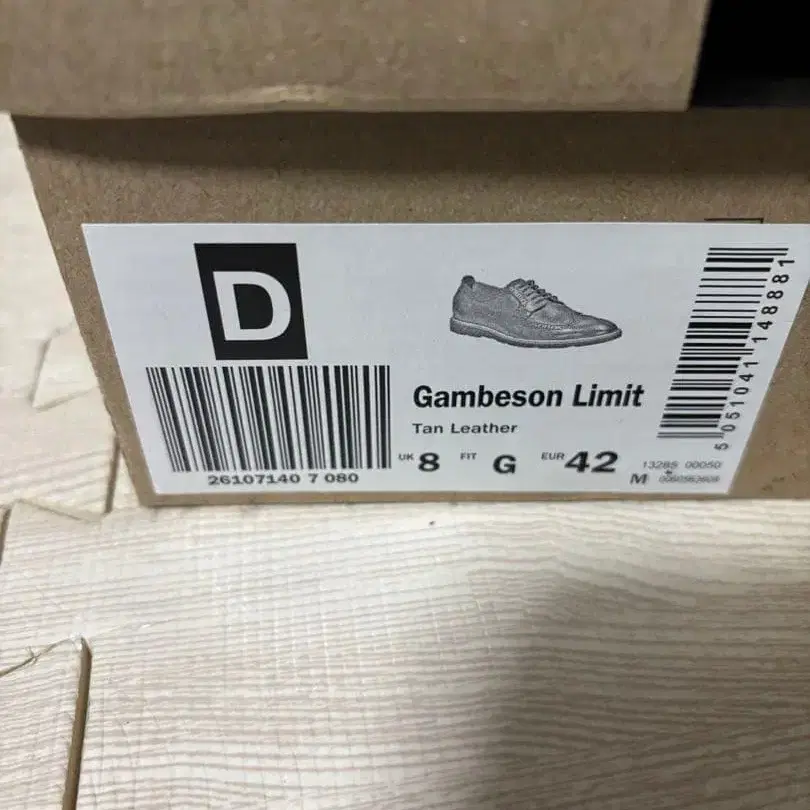 D
26107140 7 080
Gambeson Limit
Tan Leather
UK 8 FIT G EUR 42
13285 00050
M
5 051041 148881